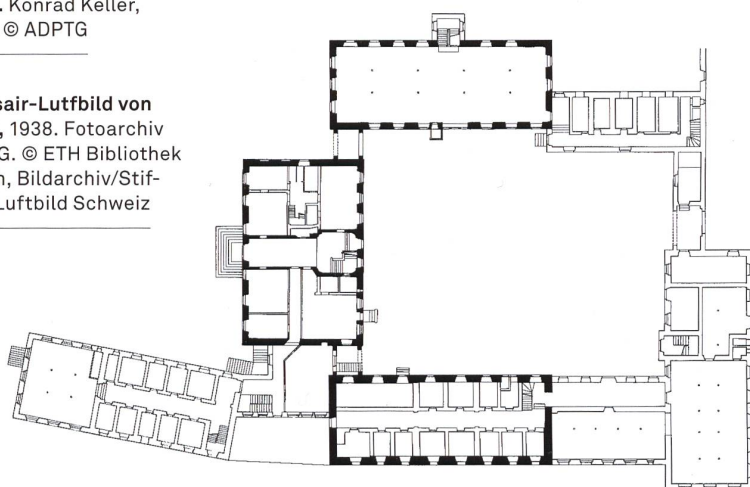 . Konrad Keller,
© ADPTG
sair-Lutfbild von
, 1938. Fotoarchiv
G. © ETH Bibliothek
n, Bildarchiv/Stif-
Luftbild Schweiz